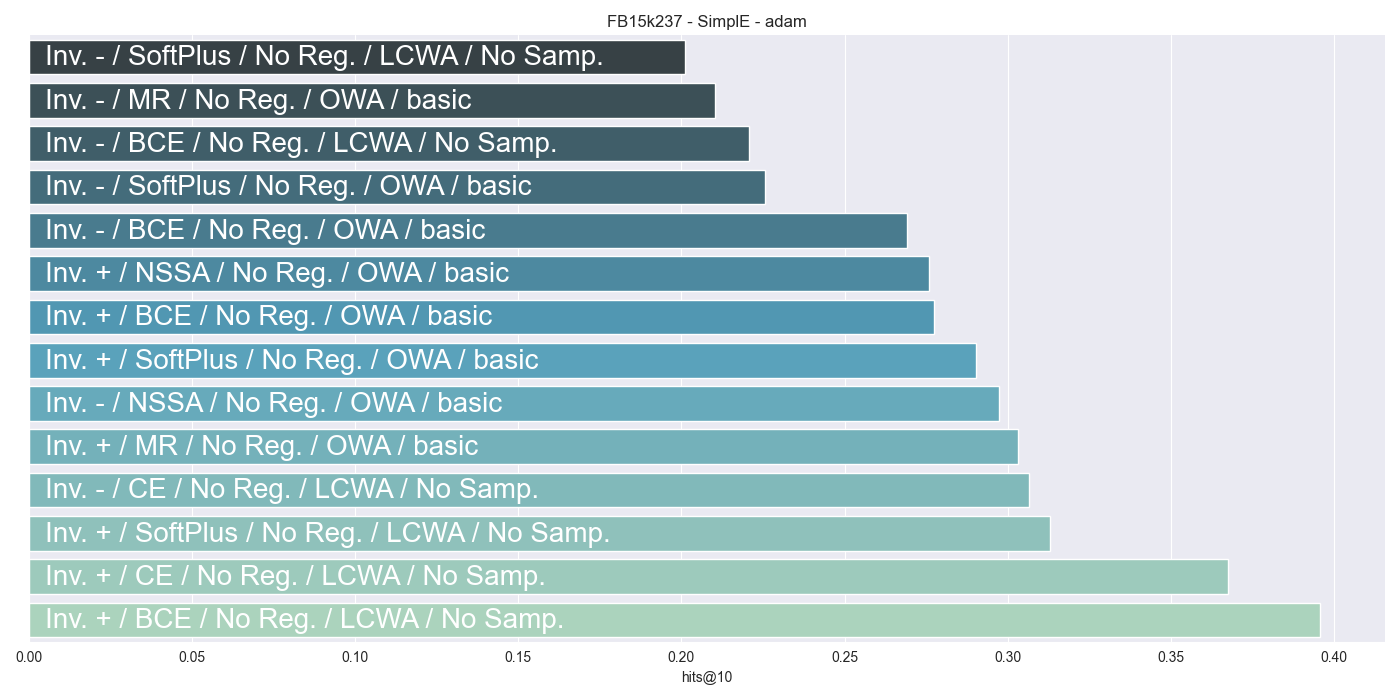 FB15k237 - SimplE - adam
Inv. - / SoftPlus / No Reg. / LCWA / No Samp.
Inv. - / MR / No Reg. / OWA / basic
Inv. - / BCE / No Reg. / LCWA / No Samp.
Inv. - / SoftPlus / No Reg. / OWA / basic
Inv. - / BCE / No Reg. / OWA / basic
Inv. + / NSSA / No Reg. / OWA / basic
Inv. + / BCE / No Reg. / OWA / basic
Inv. + / SoftPlus / No Reg. / OWA / basic
Inv. - / NSSA / No Reg. / OWA / basic
Inv. + / MR / No Reg. / OWA / basic
Inv. - / CE / No Reg. / LCWA / No Samp.
Inv. + / SoftPlus / No Reg. / LCWA / No Samp.
Inv. + / CE / No Reg. / LCWA / No Samp.
Inv. + / BCE / No Reg. / LCWA / No Samp.
0.00 0.05 0.10 0.15 0.20 0.25 0.30 0.35 0.40
hits@10